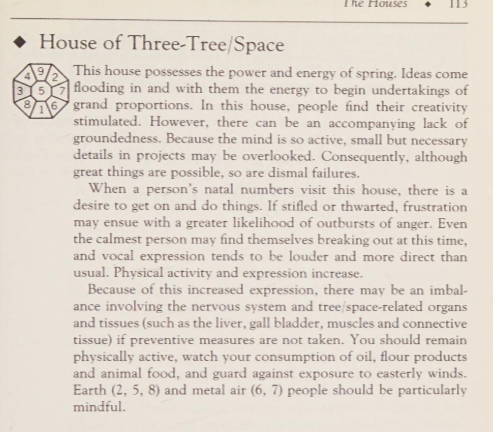 The Houses ◆ 113
◆ House of Three-Tree/Space
4 9 2
3 5 7
8 1 6
This house possesses the power and energy of spring. Ideas come
flooding in and with them the energy to begin undertakings of
grand proportions. In this house, people find their creativity
stimulated. However, there can be an accompanying lack of
groundedness. Because the mind is so active, small but necessary
details in projects may be overlooked. Consequently, although
great things are possible, so are dismal failures.
When a person's natal numbers visit this house, there is a
desire to get on and do things. If stifled or thwarted, frustration
may ensue with a greater likelihood of outbursts of anger. Even
the calmest person may find themselves breaking out at this time,
and vocal expression tends to be louder and more direct than
usual. Physical activity and expression increase.
Because of this increased expression, there may be an imbal-
ance involving the nervous system and tree/space-related organs
and tissues (such as the liver, gall bladder, muscles and connective
tissue) if preventive measures are not taken. You should remain
physically active, watch your consumption of oil, flour products
and animal food, and guard against exposure to easterly winds.
Earth (2, 5, 8) and metal air (6, 7) people should be particularly
mindful.